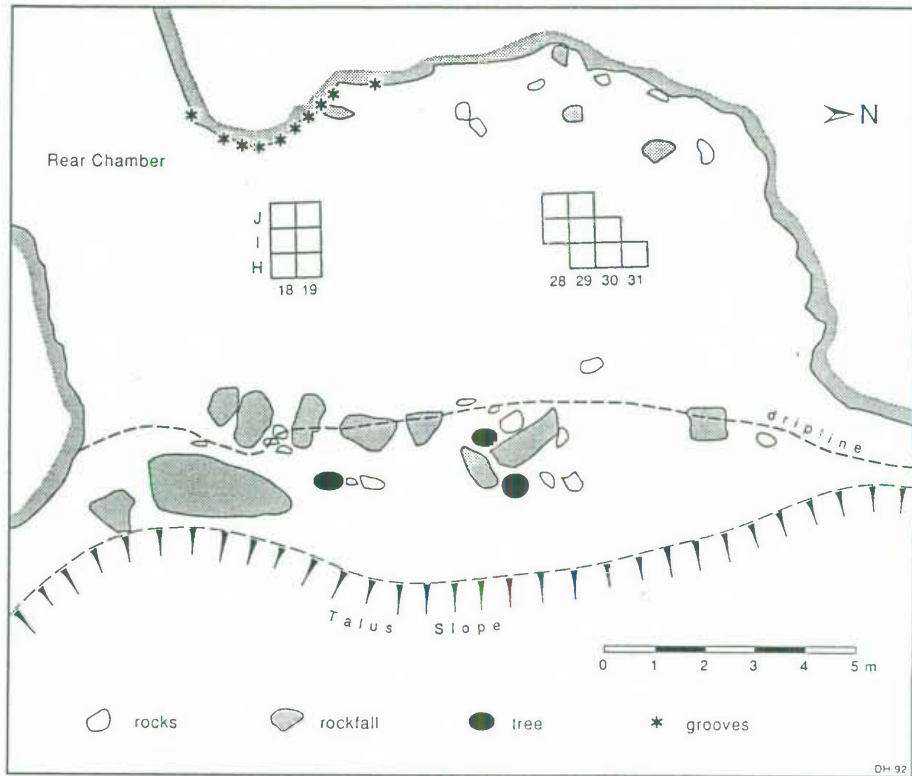 N
Rear Chamber
J
I
H
18 19
28 29 30 31
dripline
Talus Slope
0 1 2 3 4 5 m
rocks rockfall tree grooves
DH 92